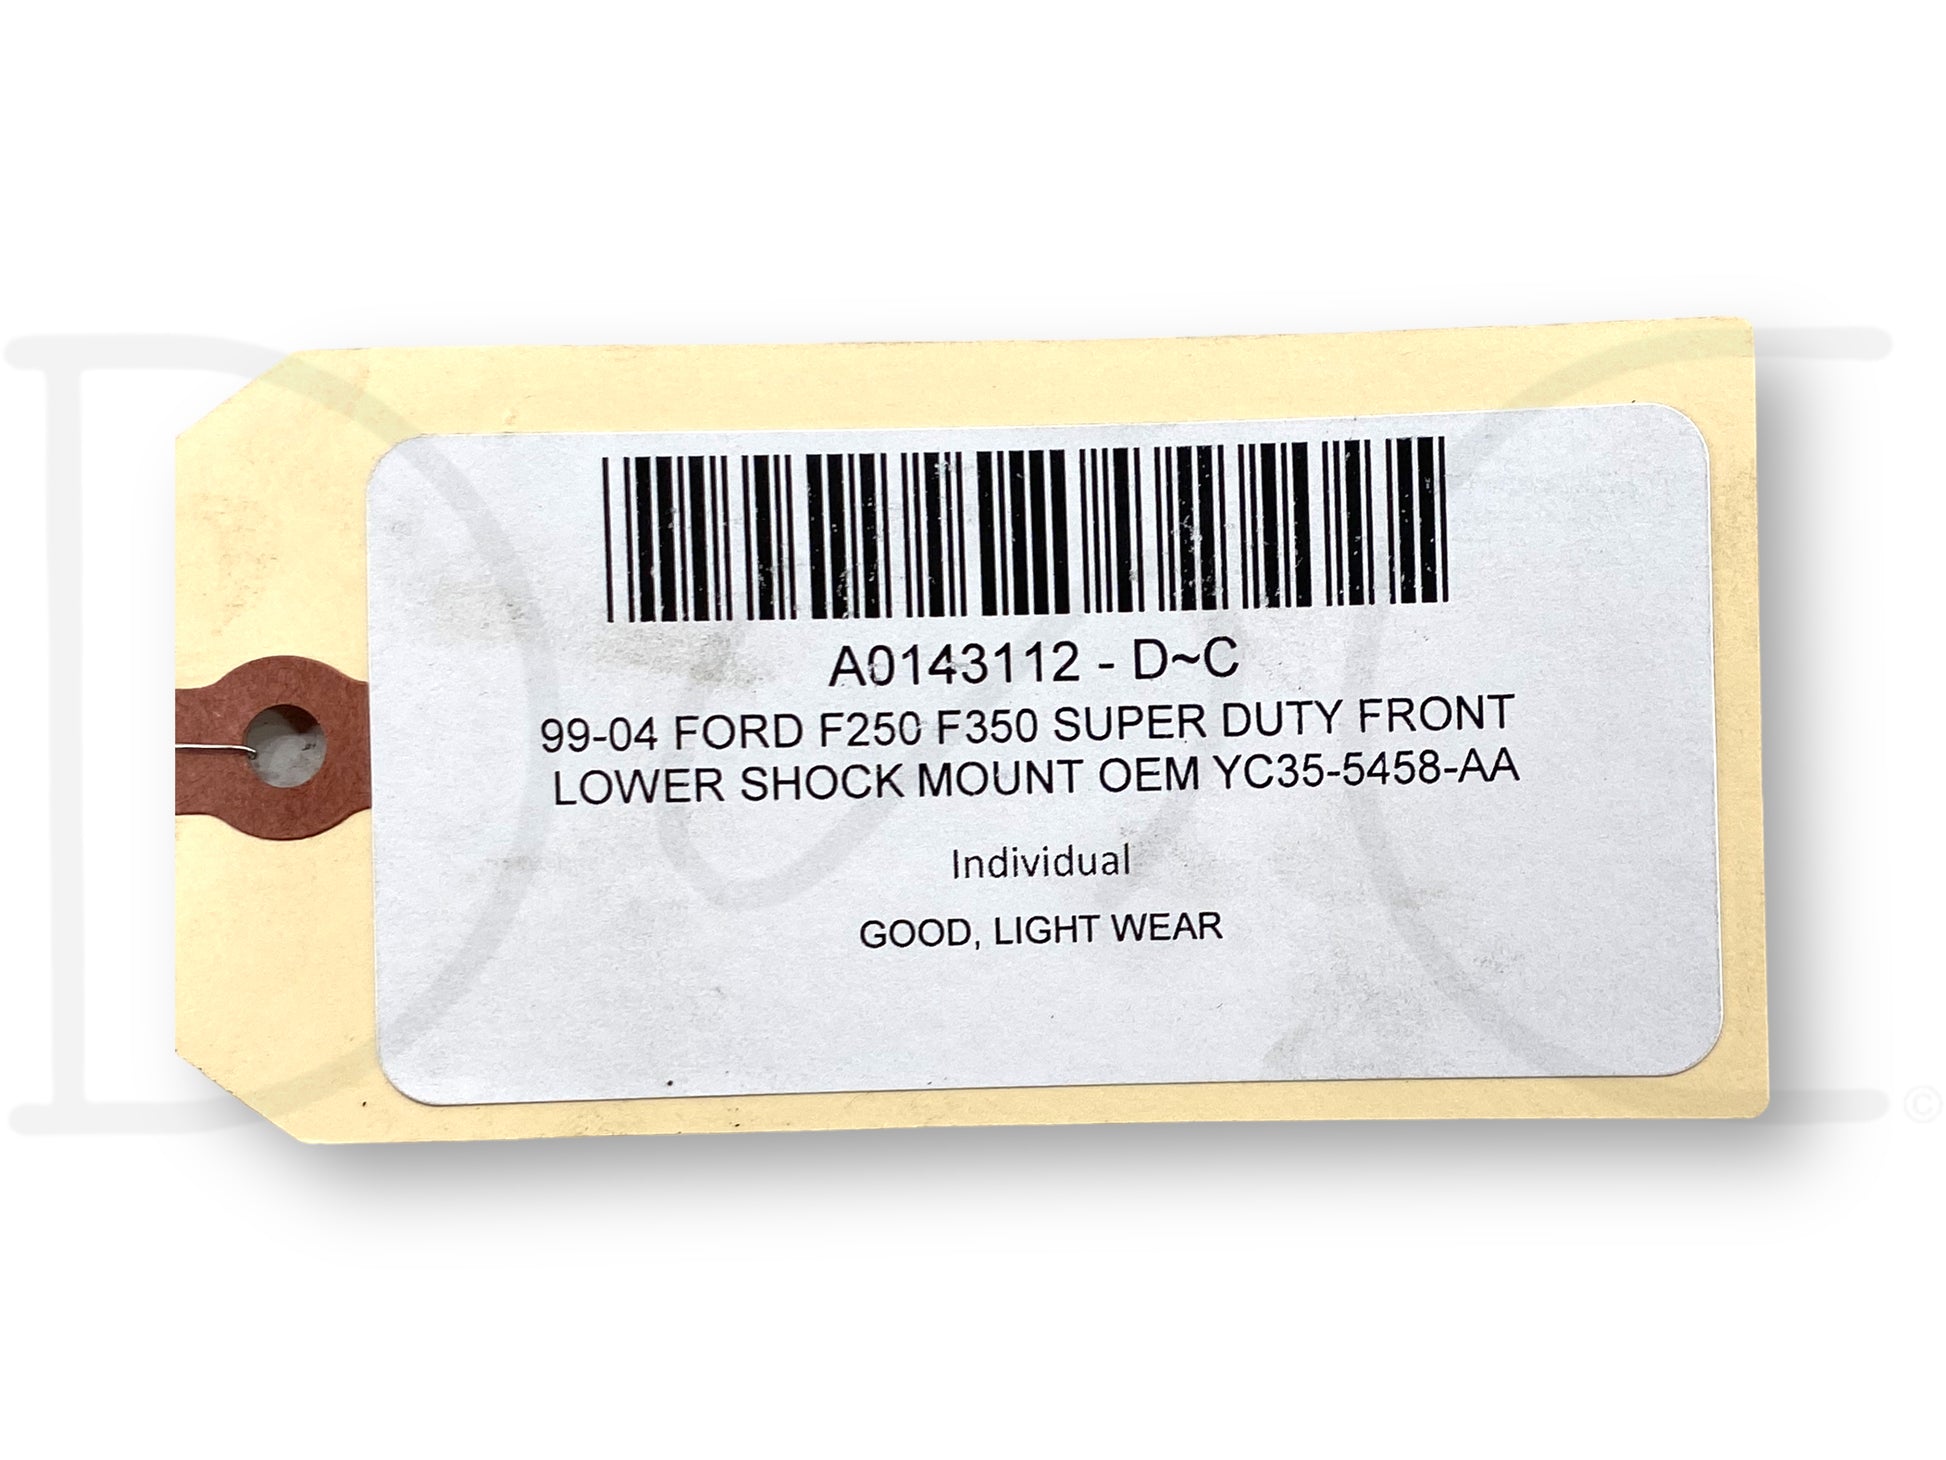 A0143112 - D~C
99-04 FORD F250 F350 SUPER DUTY FRONT
LOWER SHOCK MOUNT OEM YC35-5458-AA
Individual
GOOD, LIGHT WEAR
©